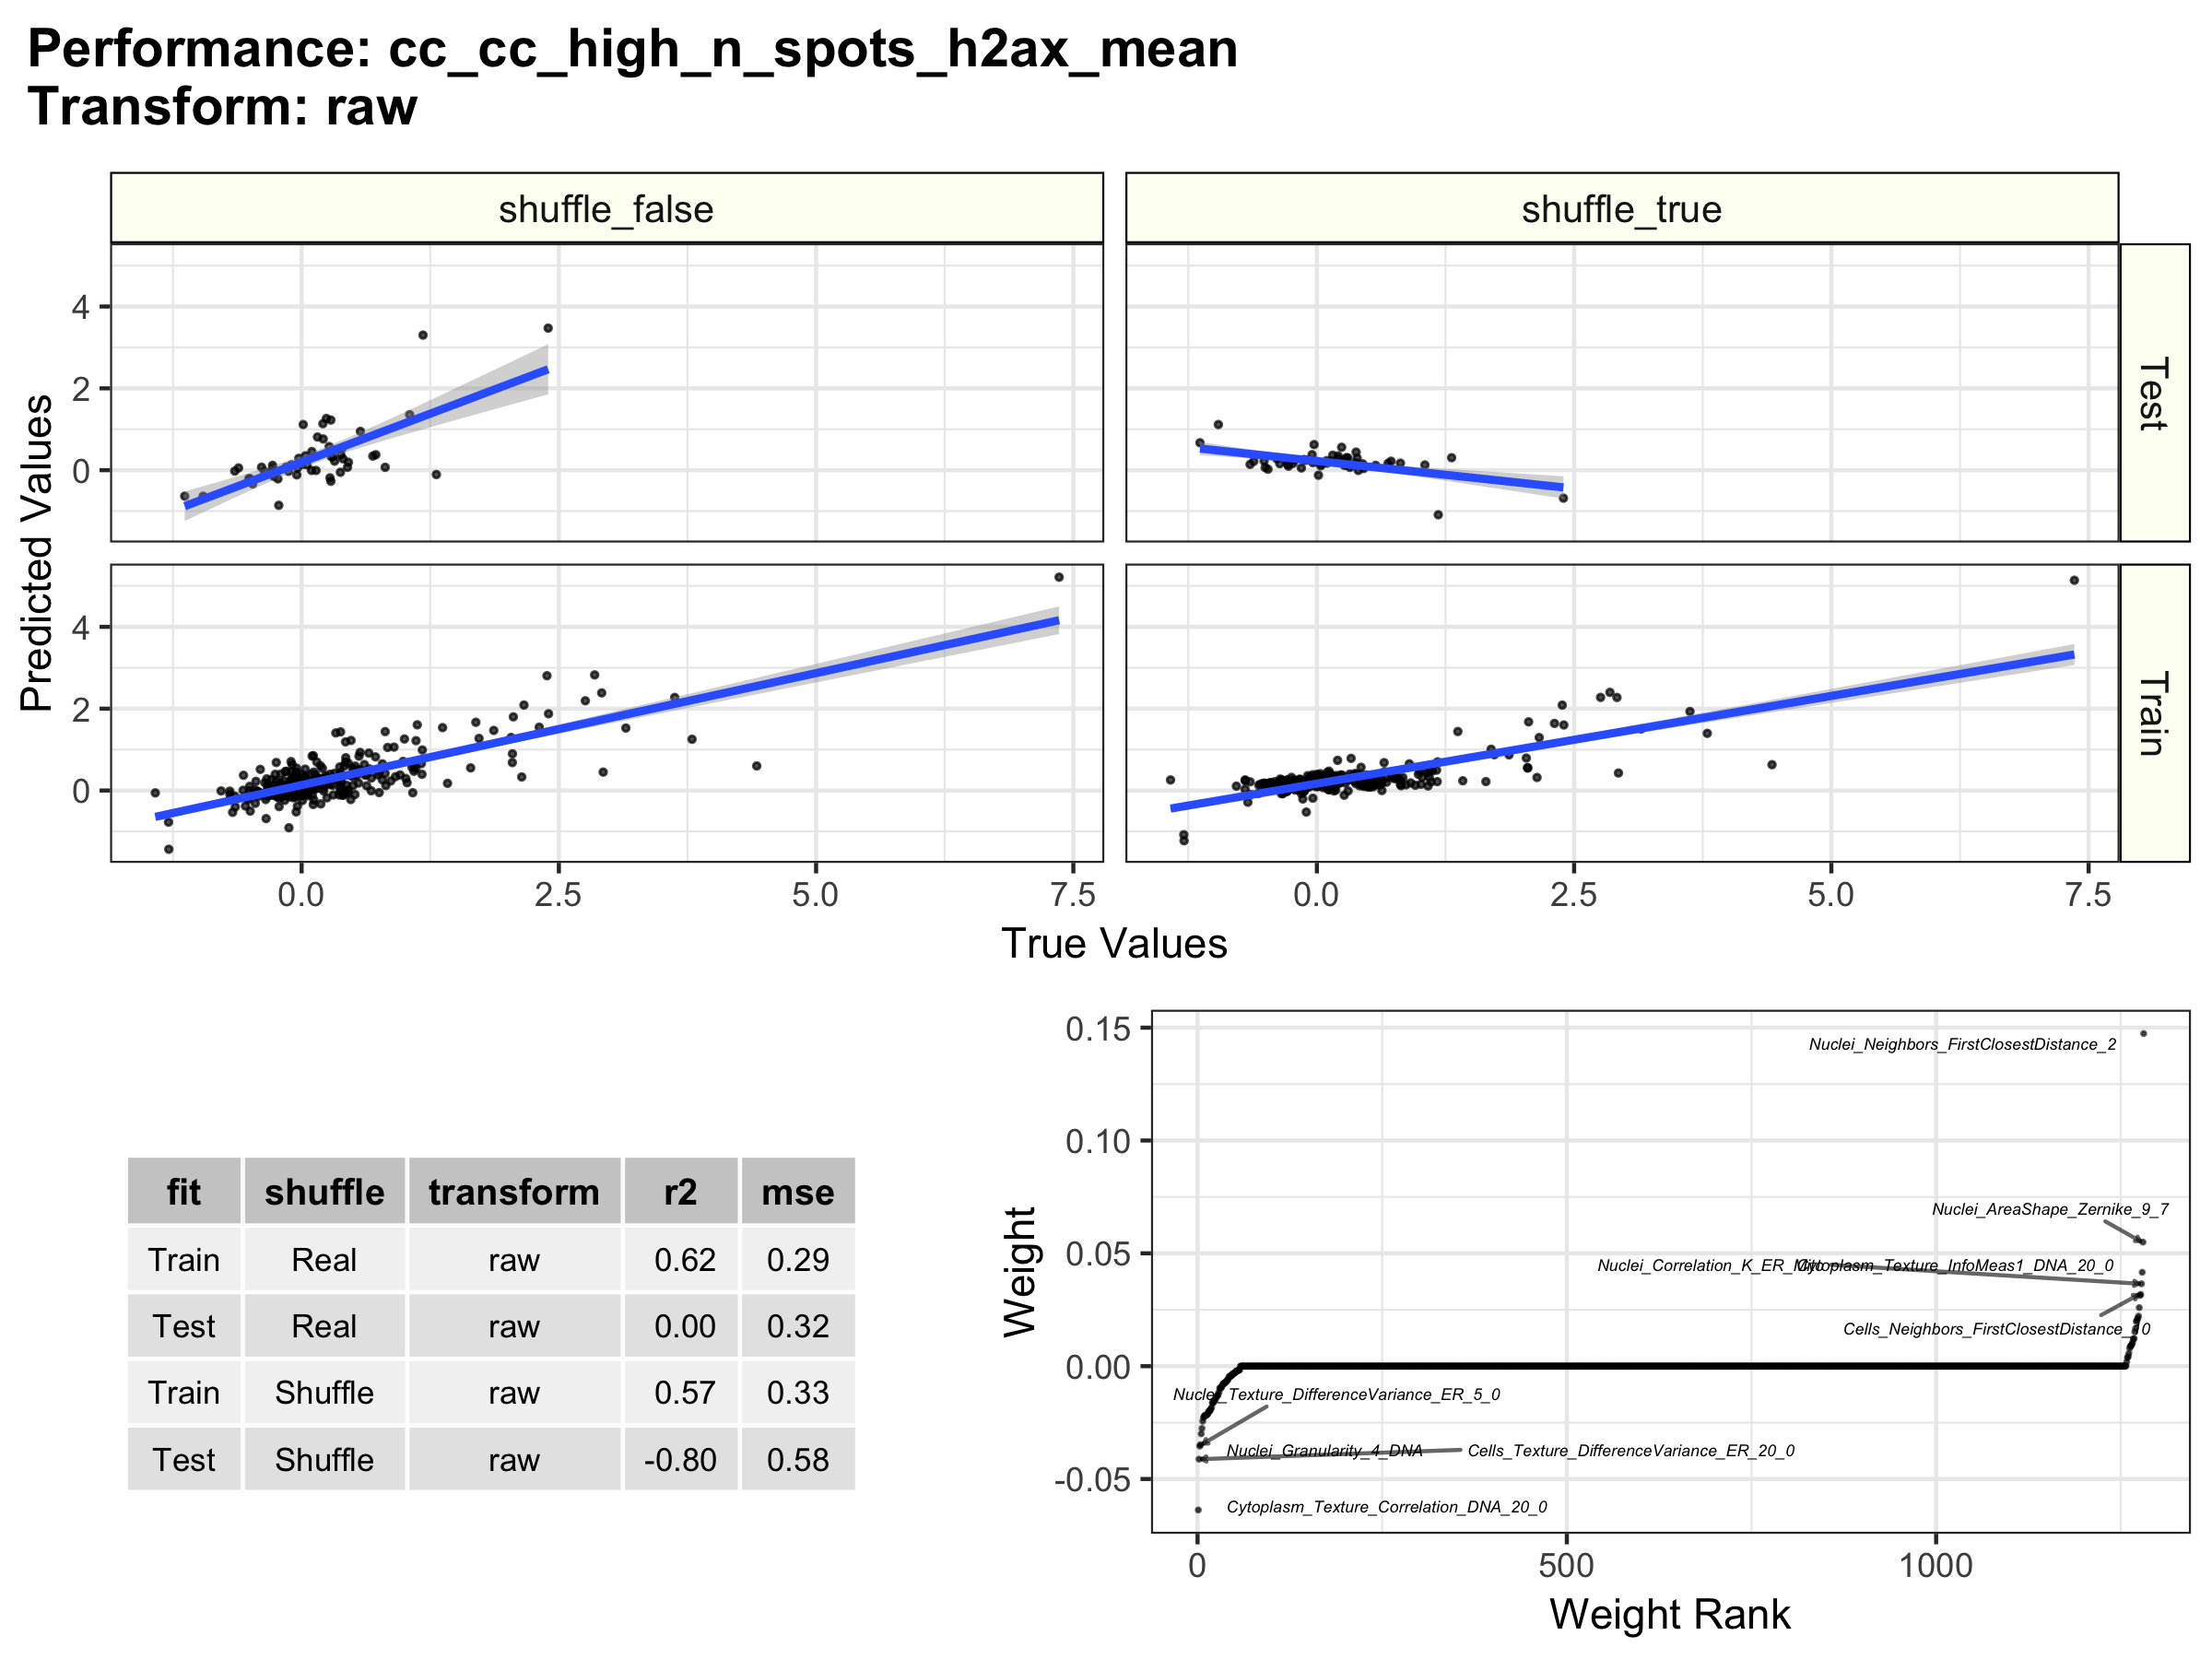 Performance: cc_cc_high_n_spots_h2ax_mean
Transform: raw
shuffle_false
shuffle_true
Predicted Values
4
2
0
Test
4
2
0
Train
0.0
2.5
5.0
7.5
0.0
2.5
5.0
7.5
True Values
fit shuffle transform r2 mse
Train Real raw 0.62 0.29
Test Real raw 0.00 0.32
Train Shuffle raw 0.57 0.33
Test Shuffle raw -0.80 0.58
Weight
0.15
0.10
0.05
0.00
-0.05
Nuclei_Neighbors_FirstClosestDistance_2
Nuclei_AreaShape_Zernike_9_7
Nuclei_Correlation_K_ER_Mito
Cytoplasm_Texture_InfoMeas1_DNA_20_0
Cells_Neighbors_FirstClosestDistance_10
Nuclei_Texture_DifferenceVariance_ER_5_0
Nuclei_Granularity_4_DNA
Cells_Texture_DifferenceVariance_ER_20_0
Cytoplasm_Texture_Correlation_DNA_20_0
0
500
1000
Weight Rank